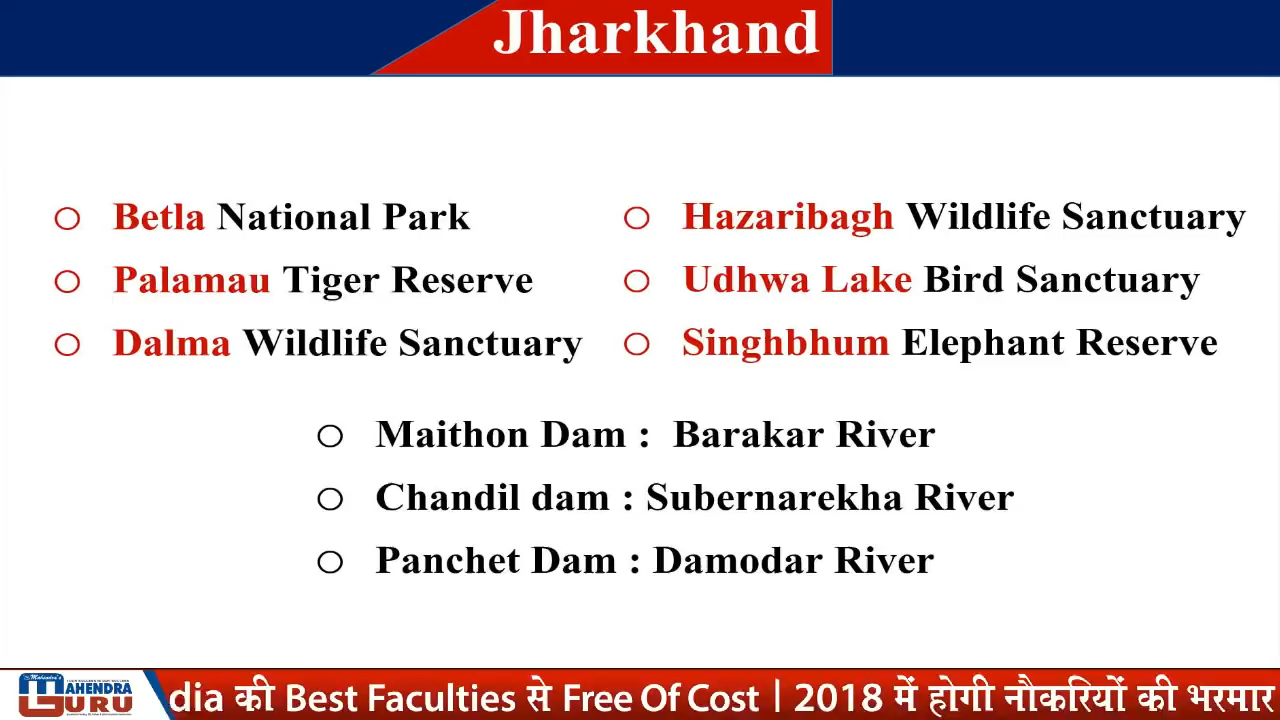 Jharkhand
Betla National Park
Palamau Tiger Reserve
Dalma Wildlife Sanctuary
Hazaribagh Wildlife Sanctuary
Udhwa Lake Bird Sanctuary
Singhbhum Elephant Reserve
Maithon Dam : Barakar River
Chandil dam : Subernarekha River
Panchet Dam : Damodar River
Mahendra's
MAHENDRA
GURU
dia की Best Faculties से Free Of Cost | 2018 में होगी नौकरियों की भरमार